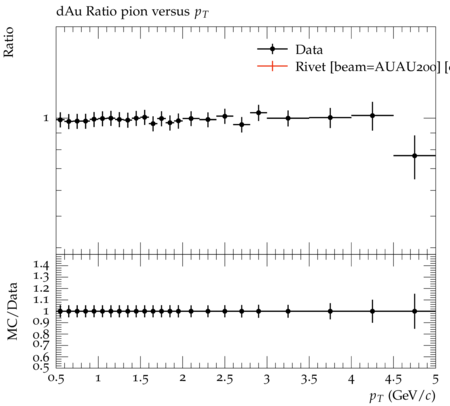 dAu Ratio pion versus pT
Ratio
Data
Rivet [beam=AUAU200]
1
MC/Data
1.4
1.3
1.2
1.1
1
0.9
0.8
0.7
0.6
0.5
0.5 1 1.5 2 2.5 3 3.5 4 4.5 5
pT (GeV/c)